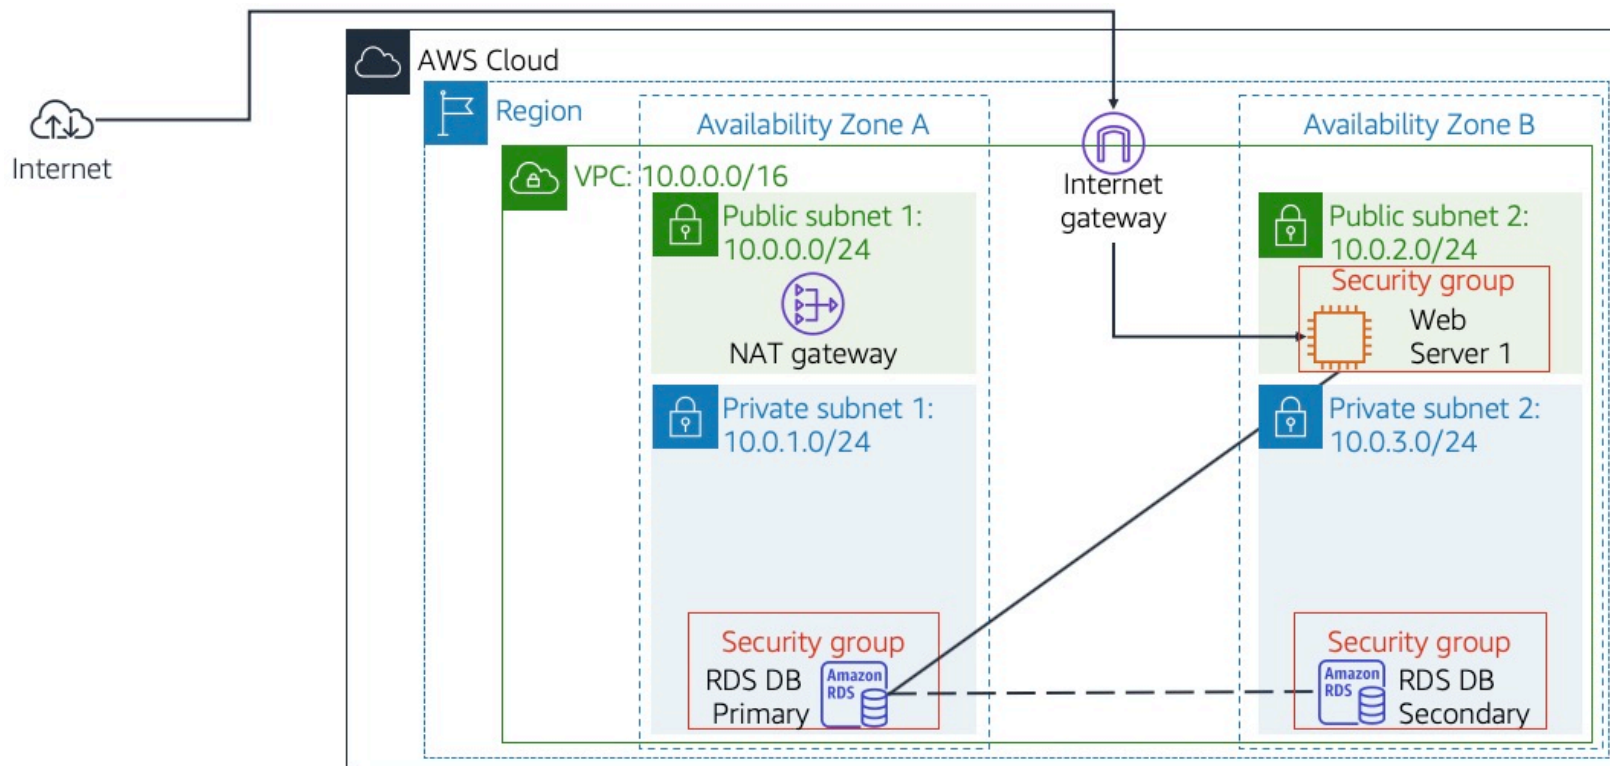 AWS Cloud
Region
Internet
Availability Zone A
Availability Zone B
VPC: 10.0.0.0/16
Internet
gateway
Public subnet 1:
10.0.0.0/24
NAT gateway
Public subnet 2:
10.0.2.0/24
Security group
Web
Server 1
Private subnet 1:
10.0.1.0/24
Private subnet 2:
10.0.3.0/24
Security group
RDS DB
Primary
Amazon
RDS
Security group
Amazon
RDS
RDS DB
Secondary